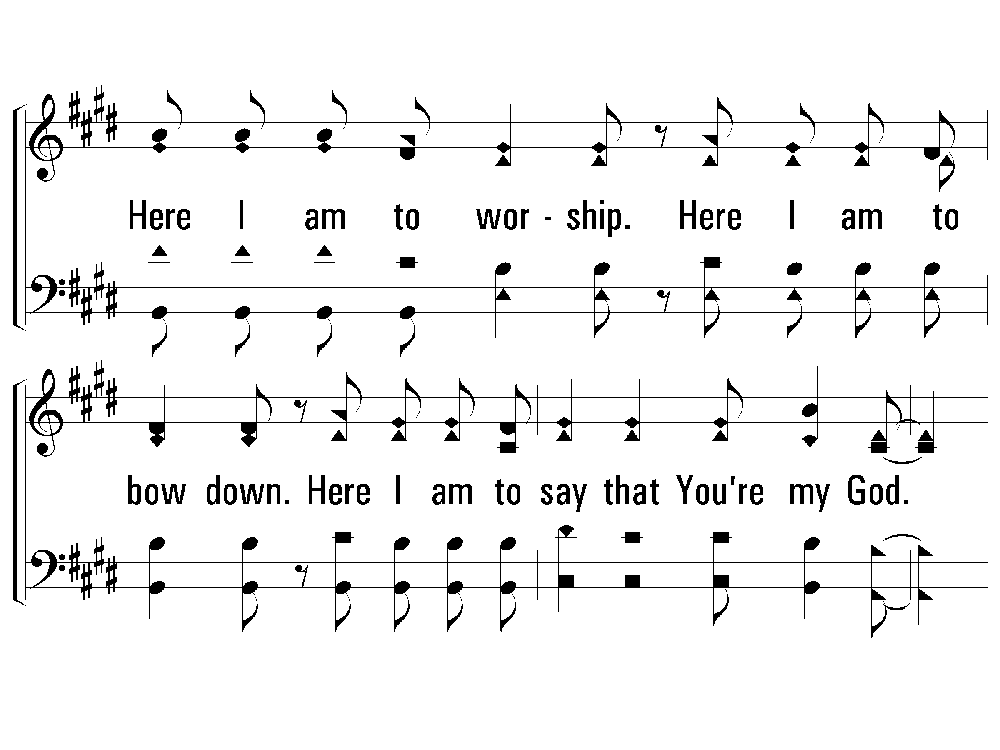 Here I am to wor - ship. Here I am to
bow down. Here I am to say that You're my God.